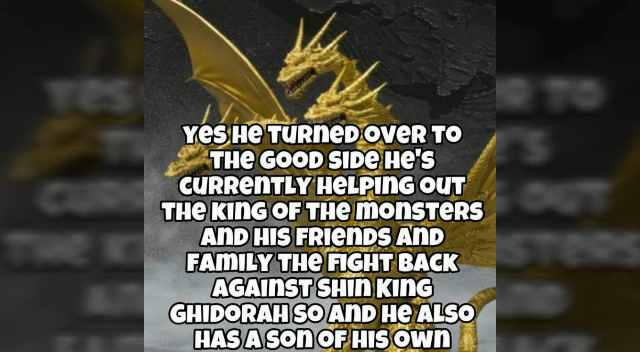 Yes He Turned over To
THe Good Side He's
currently Helping out
THe King of THe monsters
And His Friends And
Family THe Fight Back
Against Shin King
Ghidorah So And He Also
Has A Son of His own